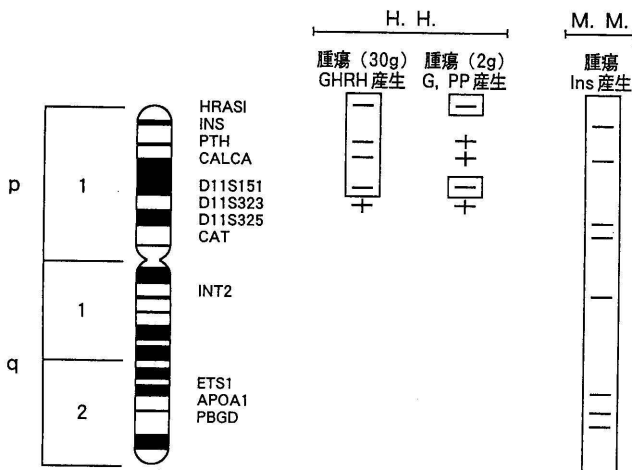 H. H.
M. M.
腫瘍 (30g)
GHRH 産生
腫瘍 (2g)
G, PP 産生
腫瘍
Ins 産生
p
1
1
q
2
HRASI
INS
PTH
CALCA
D11S151
D11S323
D11S325
CAT
INT2
ETS1
APOA1
PBGD
− −
− +
− +
− −
+ +
−
−
−
−
−
−
−
−